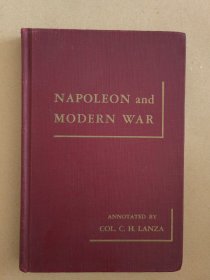 NAPOLEON and
MODERN WAR
ANNOTATED BY
COL. C. H. LANZA